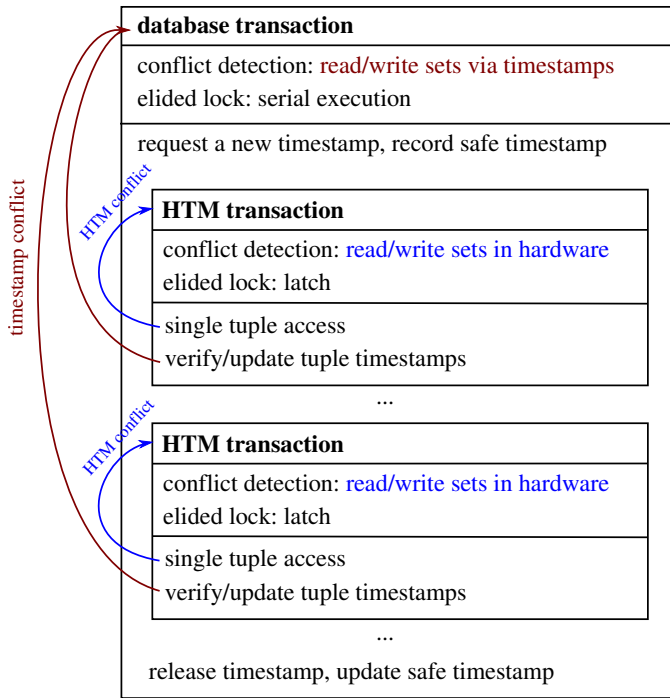 database transaction
conflict detection: read/write sets via timestamps
elided lock: serial execution
request a new timestamp, record safe timestamp
timestamp conflict
HTM conflict
HTM transaction
conflict detection: read/write sets in hardware
elided lock: latch
single tuple access
verify/update tuple timestamps
...
HTM conflict
HTM transaction
conflict detection: read/write sets in hardware
elided lock: latch
single tuple access
verify/update tuple timestamps
...
release timestamp, update safe timestamp